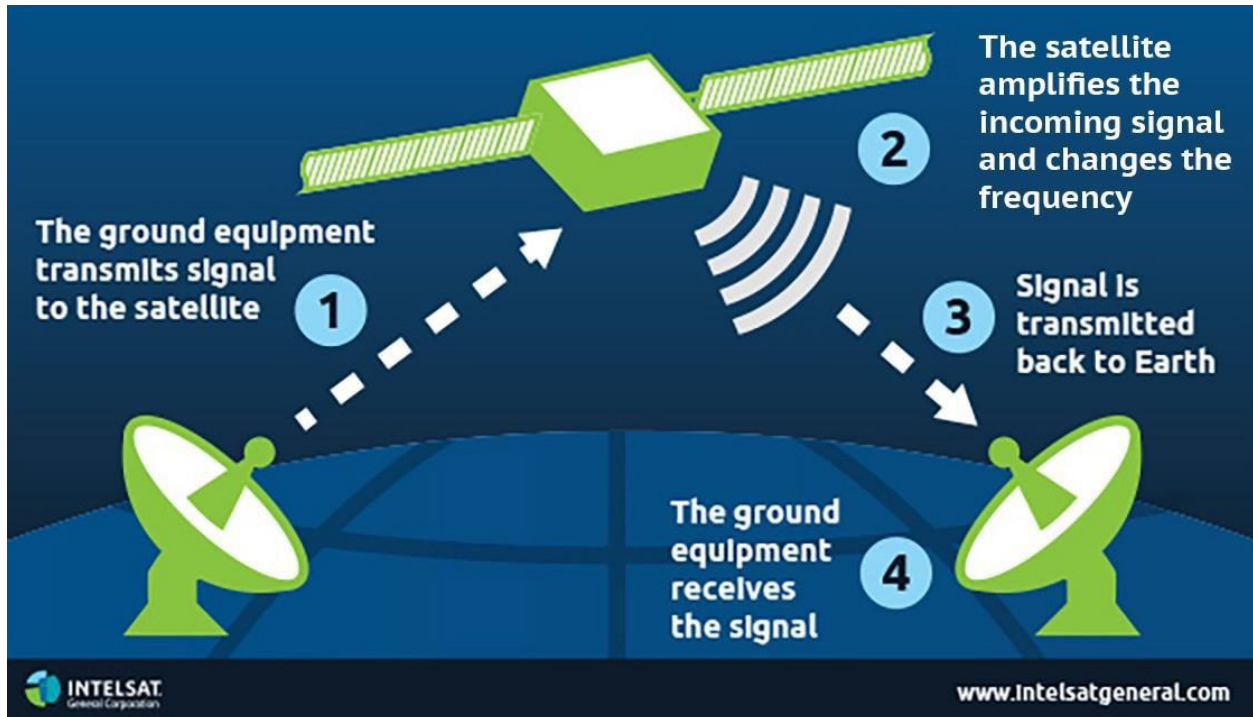 The ground equipment
transmits signal
to the satellite
1
The satellite
amplifies the
incoming signal
and changes the
frequency
2
3
Signal is
transmitted
back to Earth
The ground
equipment
receives
the signal
4
INTELSAT
General Corporation
www.intelsatgeneral.com